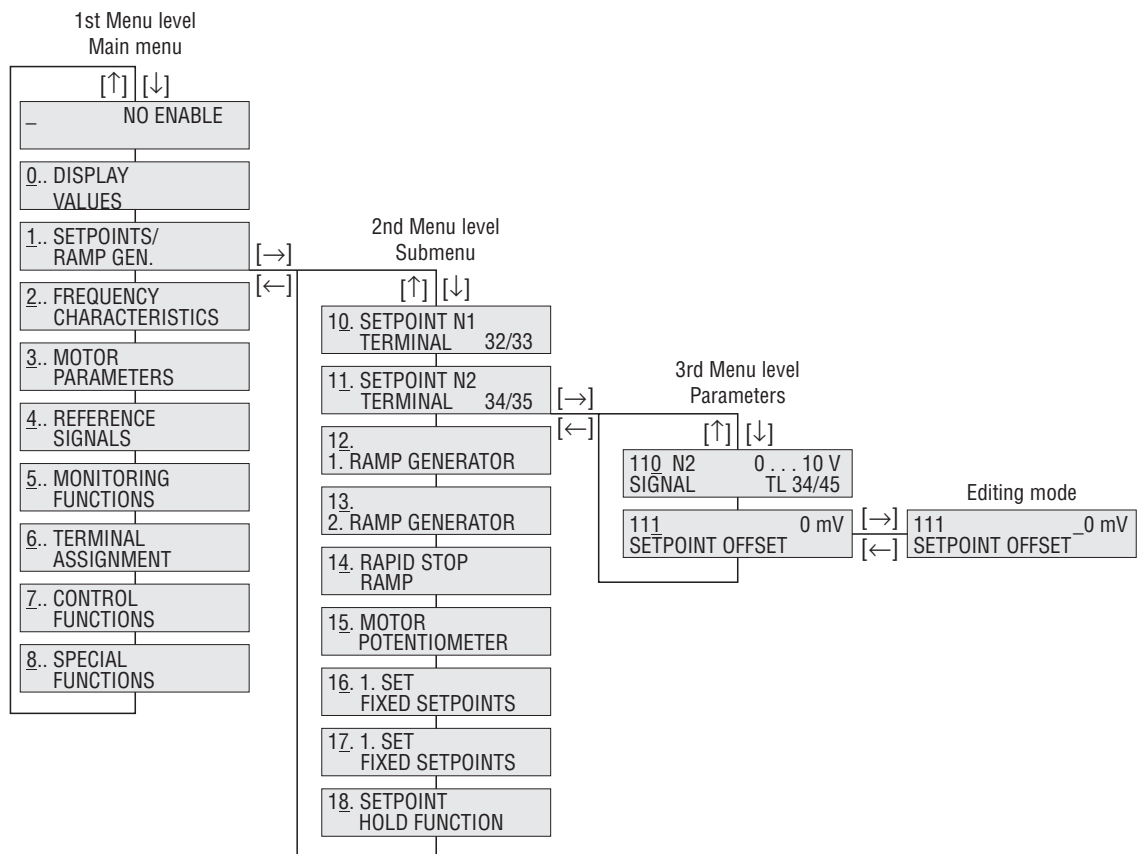 1st Menu level
Main menu
[↑] [↓]
_ NO ENABLE
0.. DISPLAY
VALUES
1.. SETPOINTS/
RAMP GEN.
[→]
[←]
2.. FREQUENCY
CHARACTERISTICS
3.. MOTOR
PARAMETERS
4.. REFERENCE
SIGNALS
5.. MONITORING
FUNCTIONS
6.. TERMINAL
ASSIGNMENT
7.. CONTROL
FUNCTIONS
8.. SPECIAL
FUNCTIONS
2nd Menu level
Submenu
[↑] [↓]
10. SETPOINT N1
TERMINAL 32/33
11. SETPOINT N2
TERMINAL 34/35
[→]
[←]
12.
1. RAMP GENERATOR
13.
2. RAMP GENERATOR
14. RAPID STOP
RAMP
15. MOTOR
POTENTIOMETER
16. 1. SET
FIXED SETPOINTS
17. 1. SET
FIXED SETPOINTS
18. SETPOINT
HOLD FUNCTION
3rd Menu level
Parameters
[↑] [↓]
110 N2 0 . . . 10 V
SIGNAL TL 34/45
111 0 mV
SETPOINT OFFSET
[→]
[←]
Editing mode
111 _0 mV
SETPOINT OFFSET